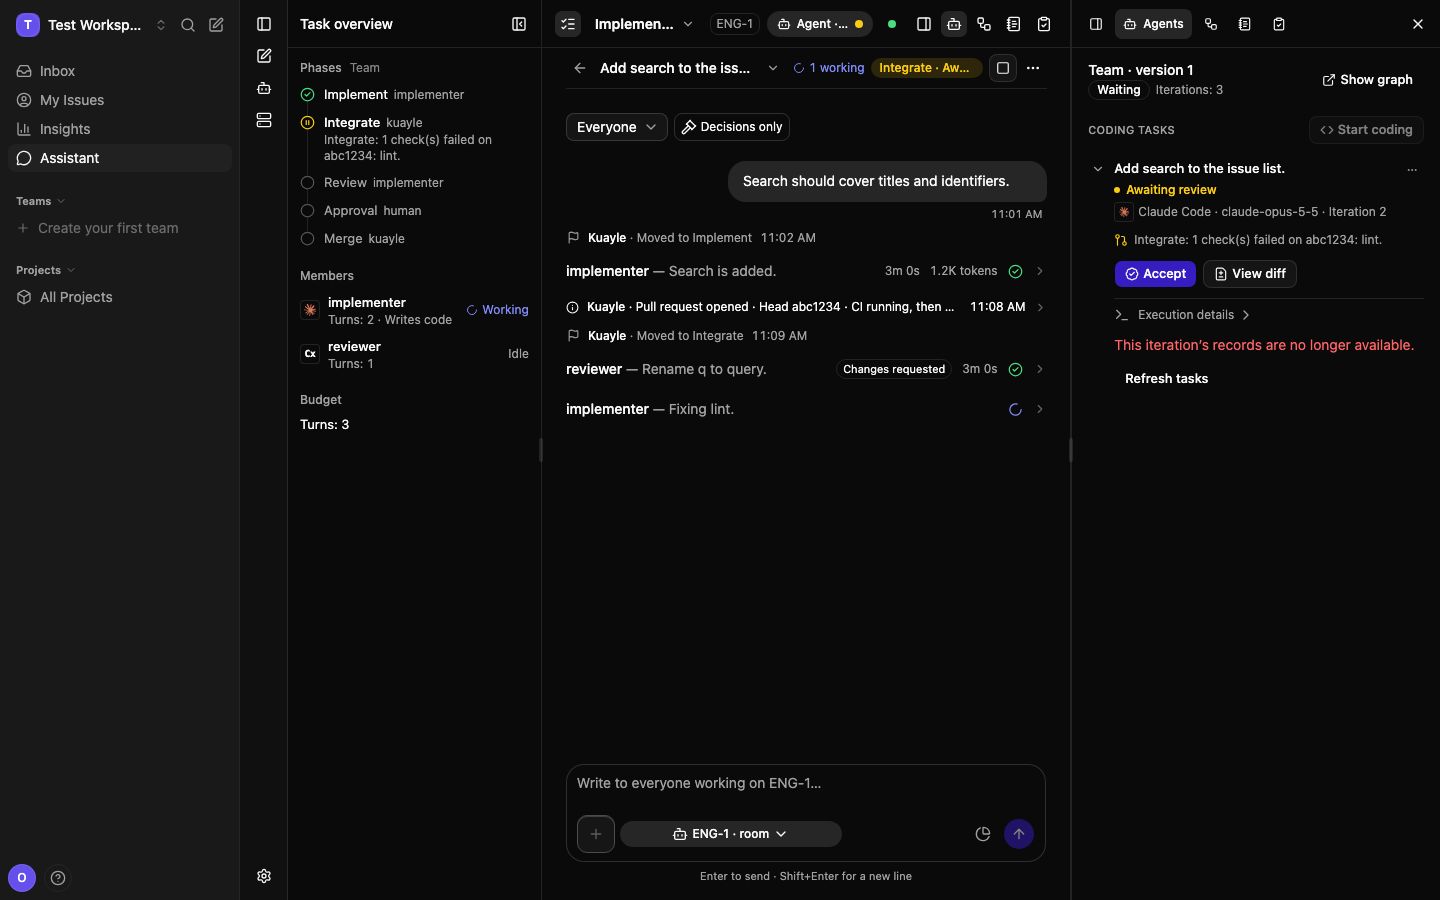 T Test Worksp...
Inbox
My Issues
Insights
Assistant
Teams
Create your first team
Projects
All Projects
O
Task overview
Phases Team
Implement implementer
Integrate kuayle
Integrate: 1 check(s) failed on
abc1234: lint.
Review implementer
Approval human
Merge kuayle
Members
implementer
Turns: 2 · Writes code
Working
Cx
reviewer
Turns: 1
Idle
Budget
Turns: 3
Implemen...
ENG-1
Agent ·...
Add search to the iss...
1 working
Integrate · Aw...
Everyone
Decisions only
Search should cover titles and identifiers.
11:01 AM
Kuayle · Moved to Implement 11:02 AM
implementer — Search is added. 3m 0s 1.2K tokens
Kuayle · Pull request opened · Head abc1234 · CI running, then ... 11:08 AM
Kuayle · Moved to Integrate 11:09 AM
reviewer — Rename q to query. Changes requested 3m 0s
implementer — Fixing lint.
Write to everyone working on ENG-1...
ENG-1 · room
Enter to send · Shift+Enter for a new line
Agents
Team · version 1
Waiting Iterations: 3
Show graph
CODING TASKS
Start coding
Add search to the issue list.
Awaiting review
Claude Code · claude-opus-5-5 · Iteration 2
Integrate: 1 check(s) failed on abc1234: lint.
Accept
View diff
Execution details
This iteration's records are no longer available.
Refresh tasks